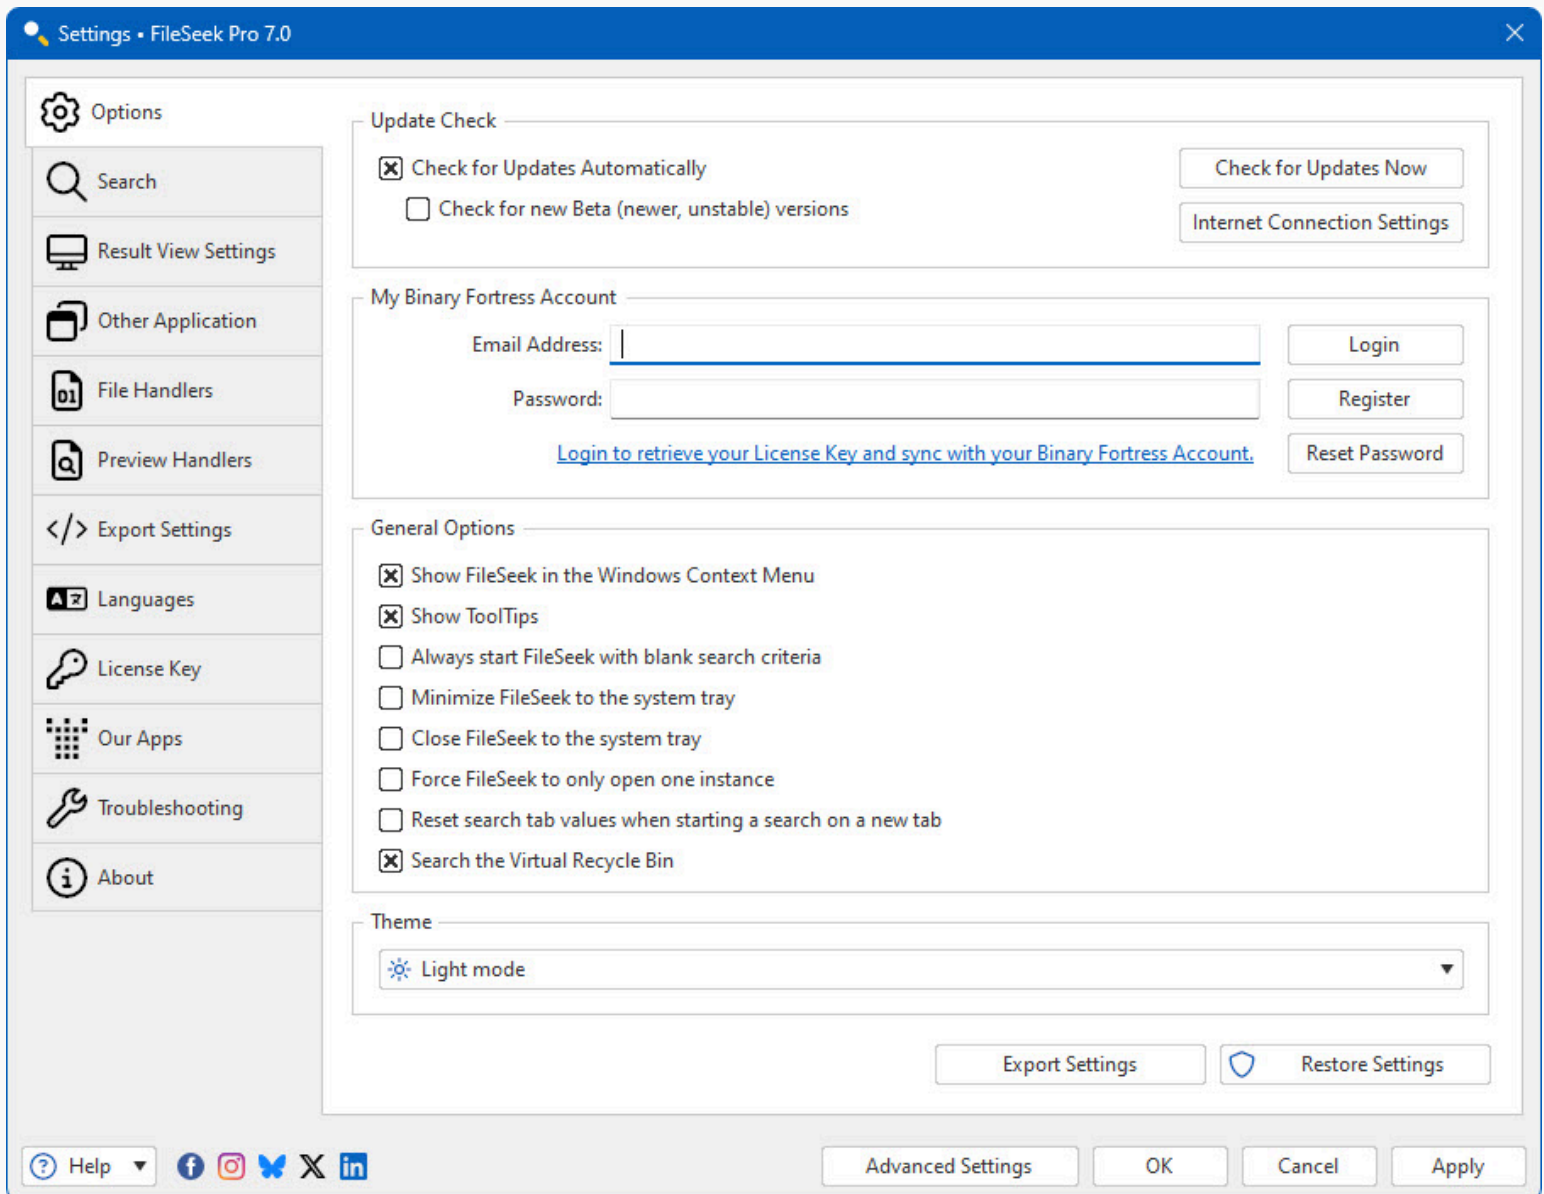 Settings • FileSeek Pro 7.0
Options
Search
Result View Settings
Other Application
File Handlers
Preview Handlers
Export Settings
Languages
License Key
Our Apps
Troubleshooting
About
Update Check
Check for Updates Automatically
Check for Updates Now
Check for new Beta (newer, unstable) versions
Internet Connection Settings
My Binary Fortress Account
Email Address:
Login
Password:
Register
Login to retrieve your License Key and sync with your Binary Fortress Account.
Reset Password
General Options
Show FileSeek in the Windows Context Menu
Show ToolTips
Always start FileSeek with blank search criteria
Minimize FileSeek to the system tray
Close FileSeek to the system tray
Force FileSeek to only open one instance
Reset search tab values when starting a search on a new tab
Search the Virtual Recycle Bin
Theme
Light mode
Export Settings
Restore Settings
Help
Advanced Settings
OK
Cancel
Apply